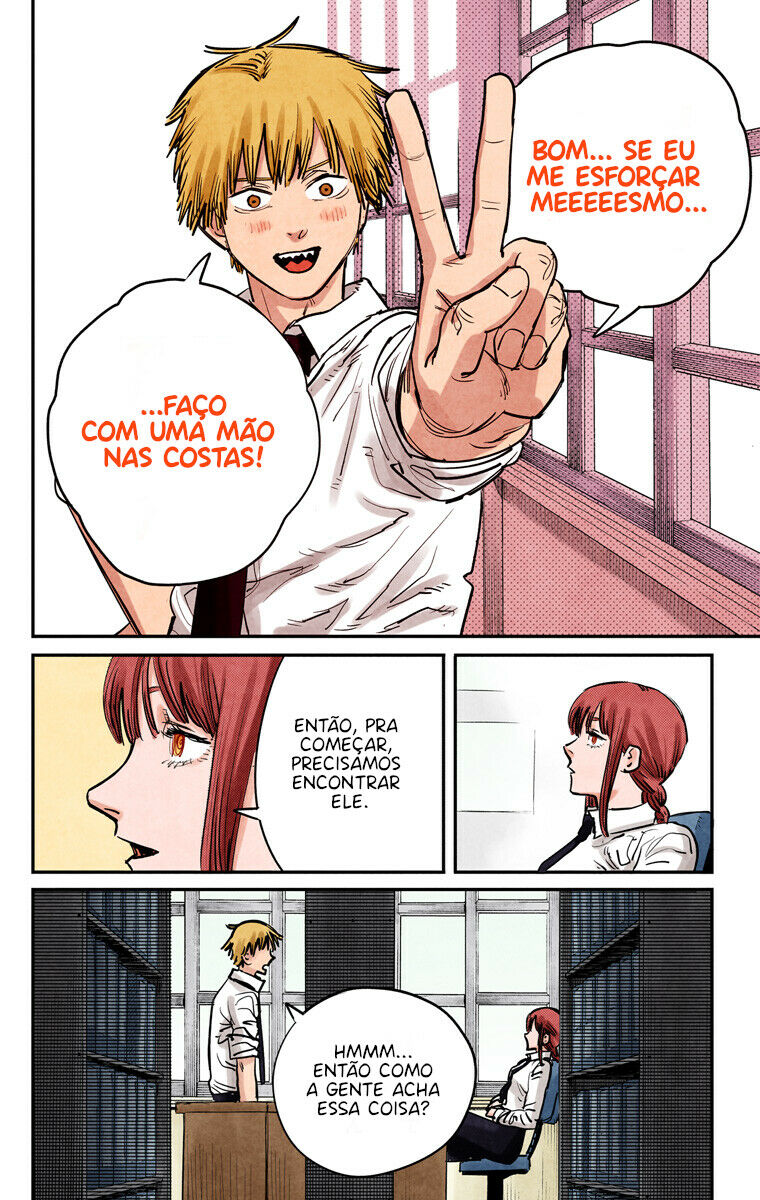 BOM... SE EU
ME ESFORÇAR
MEEEEESMO...
...FAÇO
COM UMA MÃO
NAS COSTAS!
ENTÃO, PRA
COMEÇAR,
PRECISAMOS
ENCONTRAR
ELE.
HMMM...
ENTÃO COMO
A GENTE ACHA
ESSA COISA?